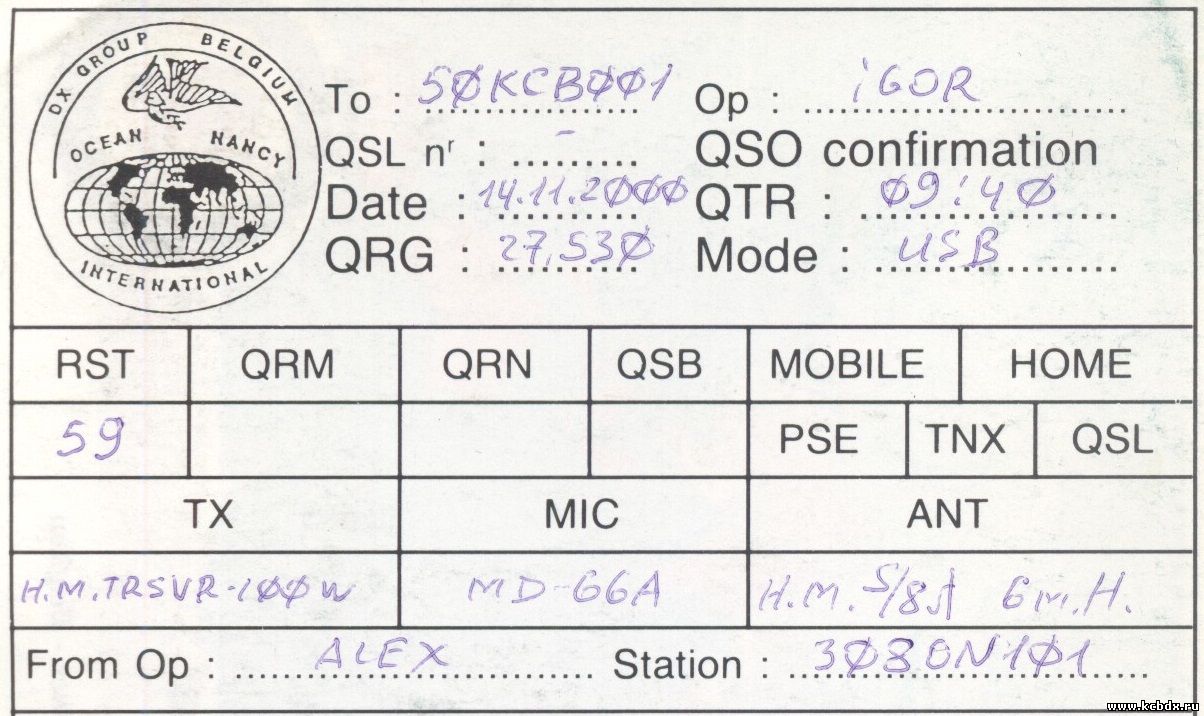 DX GROUP BELGIUM
OCEAN NANCY
INTERNATIONAL
To : 5ØKCBØØ1 Op : iGOR
QSL nʳ : - QSO confirmation
Date : 14.11.2ØØØ QTR : Ø9:4Ø
QRG : 27,53Ø Mode : USB
RST QRM QRN QSB MOBILE HOME
59 PSE TNX QSL
TX MIC ANT
H.M.TRSVR-1ØØW MD-66A H.M. 5/8λ 6m.H.
From Op : ALEX Station : 3Ø8ON1Ø1
www.kcbdx.ru